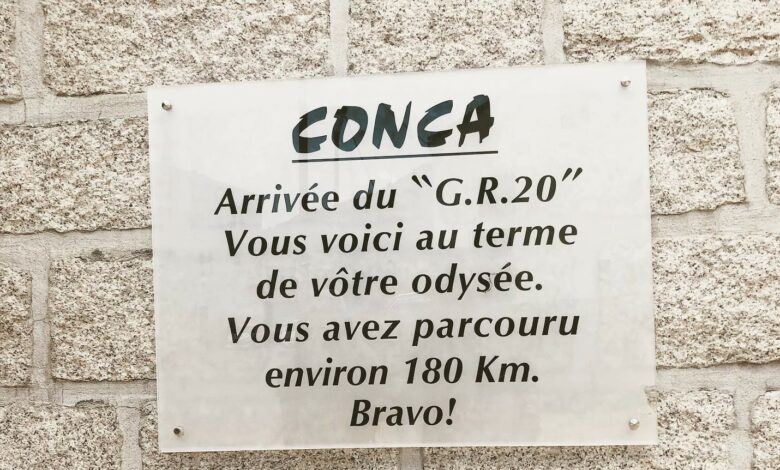 CONCA
Arrivée du "G.R.20"
Vous voici au terme
de vôtre odysée.
Vous avez parcouru
environ 180 Km.
Bravo!